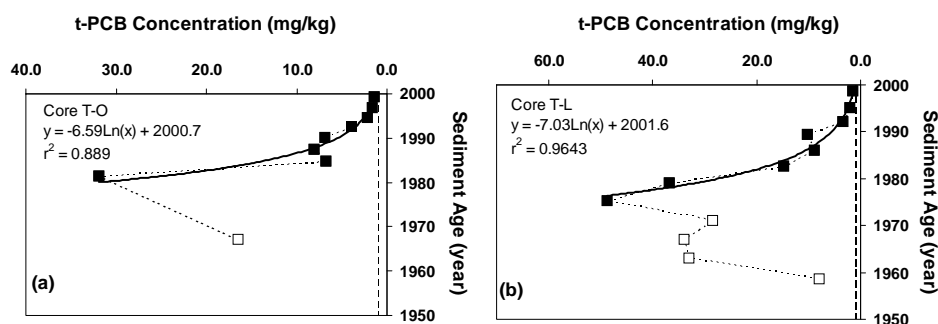 t-PCB Concentration (mg/kg)
40.0 30.0 20.0 10.0 0.0
2000
1990
1980
1970
1960
1950
Sediment Age (year)
Core T-O
y = -6.59Ln(x) + 2000.7
r² = 0.889
(a)
t-PCB Concentration (mg/kg)
60.0 40.0 20.0 0.0
2000
1990
1980
1970
1960
1950
Sediment Age (year)
Core T-L
y = -7.03Ln(x) + 2001.6
r² = 0.9643
(b)